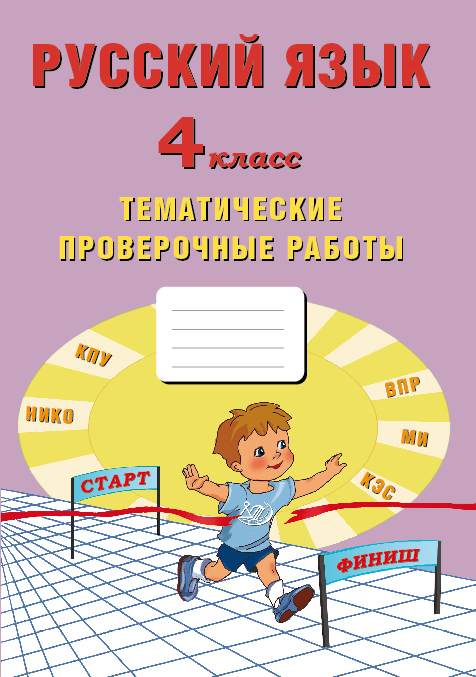 РУССКИЙ ЯЗЫК
4 класс
ТЕМАТИЧЕСКИЕ
ПРОВЕРОЧНЫЕ РАБОТЫ
КПУ
НИКО
ВПР
МИ
КЭС
СТАРТ
ФИНИШ